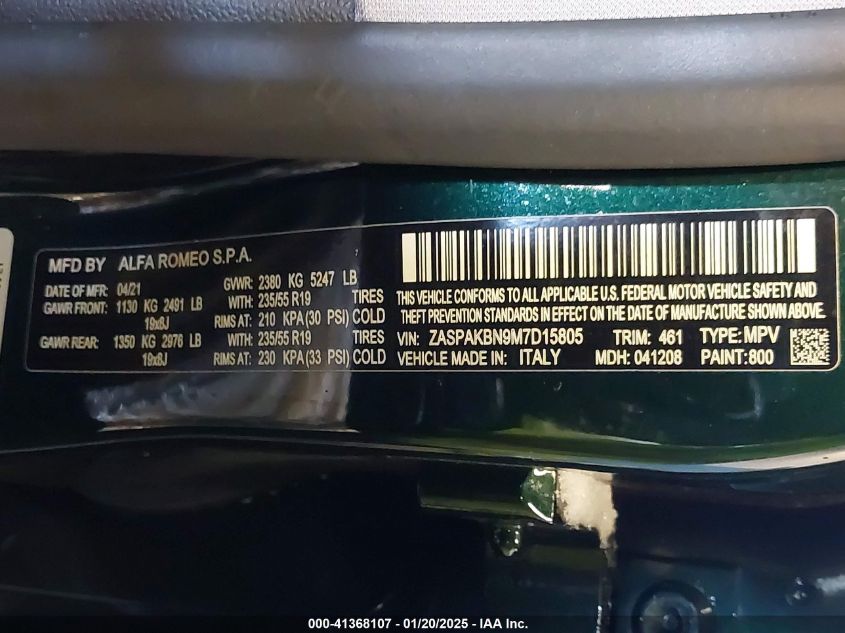 MFD BY ALFA ROMEO S.P.A.
DATE OF MFR: 04/21 GVWR: 2380 KG 5247 LB
GAWR FRONT: 1130 KG 2491 LB WITH: 235/55 R19 TIRES
19x8J RIMS AT: 210 KPA (30 PSI) COLD
GAWR REAR: 1350 KG 2976 LB WITH: 235/55 R19 TIRES
19x8J RIMS AT: 230 KPA (33 PSI) COLD
THIS VEHICLE CONFORMS TO ALL APPLICABLE U.S. FEDERAL MOTOR VEHICLE SAFETY AND
THEFT PREVENTION STANDARDS IN EFFECT ON THE DATE OF MANUFACTURE SHOWN ABOVE.
VIN: ZASPAKBN9M7D15805 TRIM: 461 TYPE: MPV
VEHICLE MADE IN: ITALY MDH: 041208 PAINT: 800
000-41368107 - 01/20/2025 - IAA Inc.